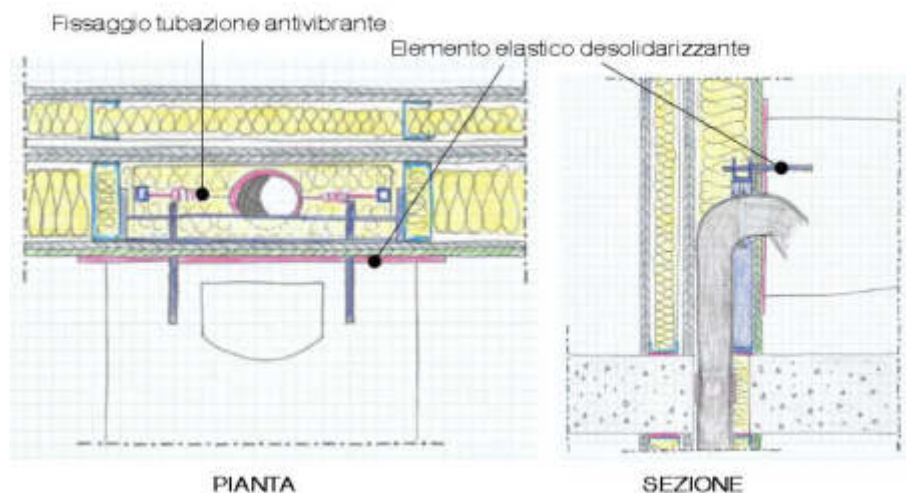 Fissaggio tubazione antivibrante
Elemento elastico desolidarizzante
PIANTA
SEZIONE